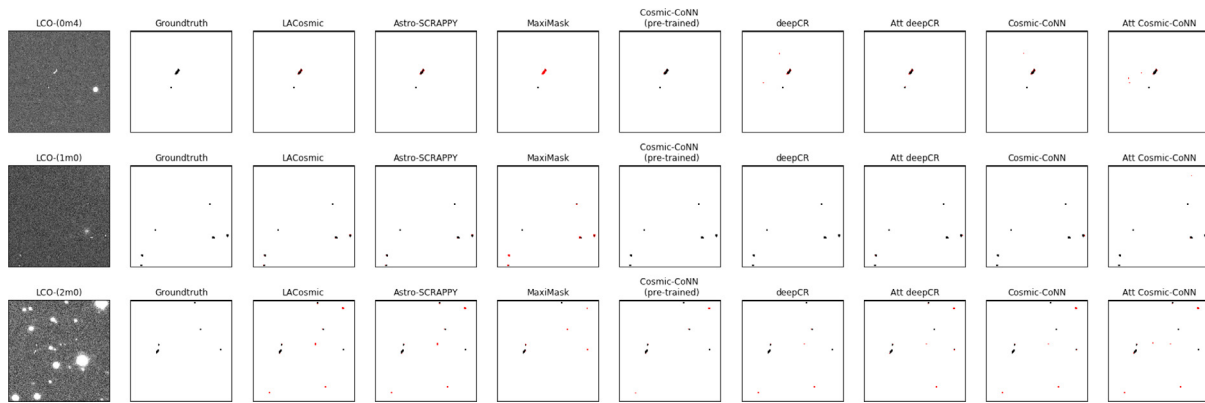 LCO-(0m4) Groundtruth LACosmic Astro-SCRAPPY MaxiMask Cosmic-CoNN deepCR Att deepCR Cosmic-CoNN Att Cosmic-CoNN
(pre-trained)
LCO-(1m0) Groundtruth LACosmic Astro-SCRAPPY MaxiMask Cosmic-CoNN deepCR Att deepCR Cosmic-CoNN Att Cosmic-CoNN
(pre-trained)
LCO-(2m0) Groundtruth LACosmic Astro-SCRAPPY MaxiMask Cosmic-CoNN deepCR Att deepCR Cosmic-CoNN Att Cosmic-CoNN
(pre-trained)